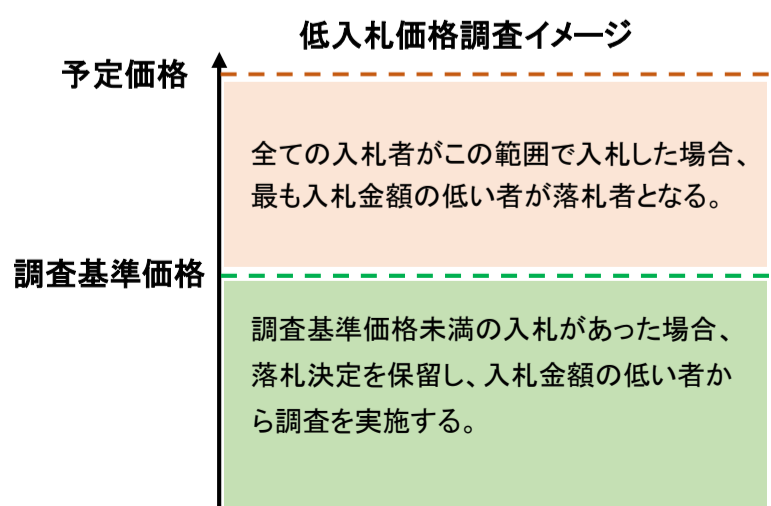 低入札価格調査イメージ
予定価格
全ての入札者がこの範囲で入札した場合、
最も入札金額の低い者が落札者となる。
調査基準価格
調査基準価格未満の入札があった場合、
落札決定を保留し、入札金額の低い者か
ら調査を実施する。